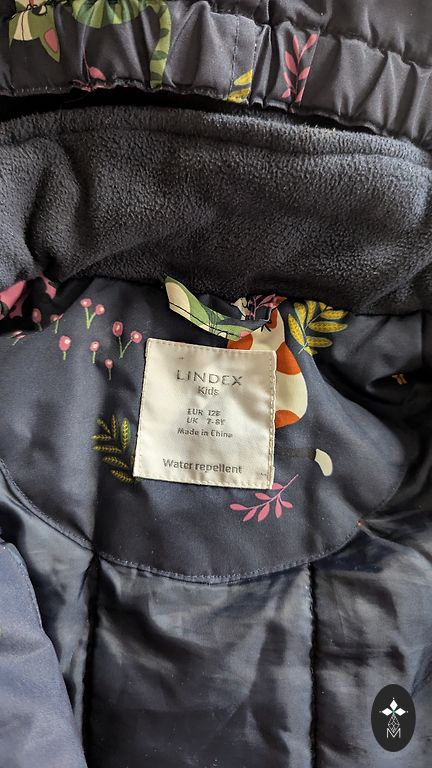 LINDEX
Kids
EUR 128
UK 7-8Y
Made in China
Water repellent
M